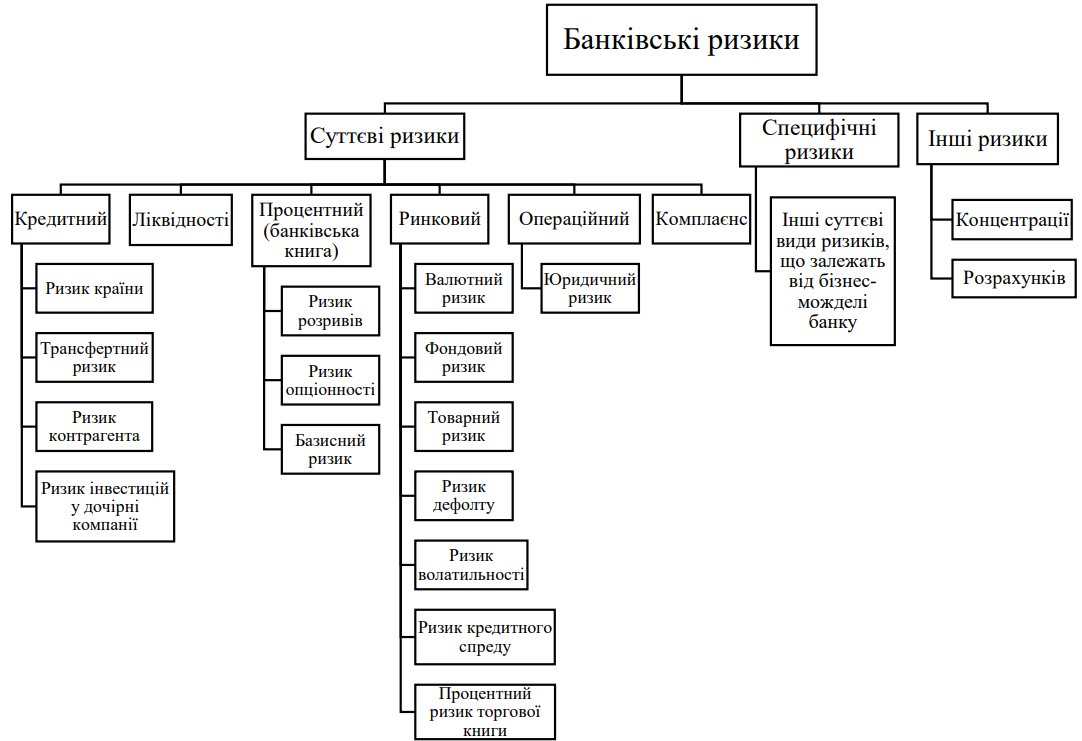 Банківські ризики
Суттєві ризики
Специфічні
ризики
Інші ризики
Кредитний
Ліквідності
Процентний
(банківська
книга)
Ринковий
Операційний
Комплаєнс
Ризик країни
Трансфертний
ризик
Ризик
контрагента
Ризик інвестицій
у дочірні
компанії
Ризик
розривів
Ризик
опціонності
Базисний
ризик
Валютний
ризик
Фондовий
ризик
Товарний
ризик
Ризик
дефолту
Ризик
волатильності
Ризик кредитного
спреду
Процентний
ризик торгової
книги
Юридичний
ризик
Інші суттєві
види ризиків,
що залежать
від бізнес-
можделі
банку
Концентрації
Розрахунків